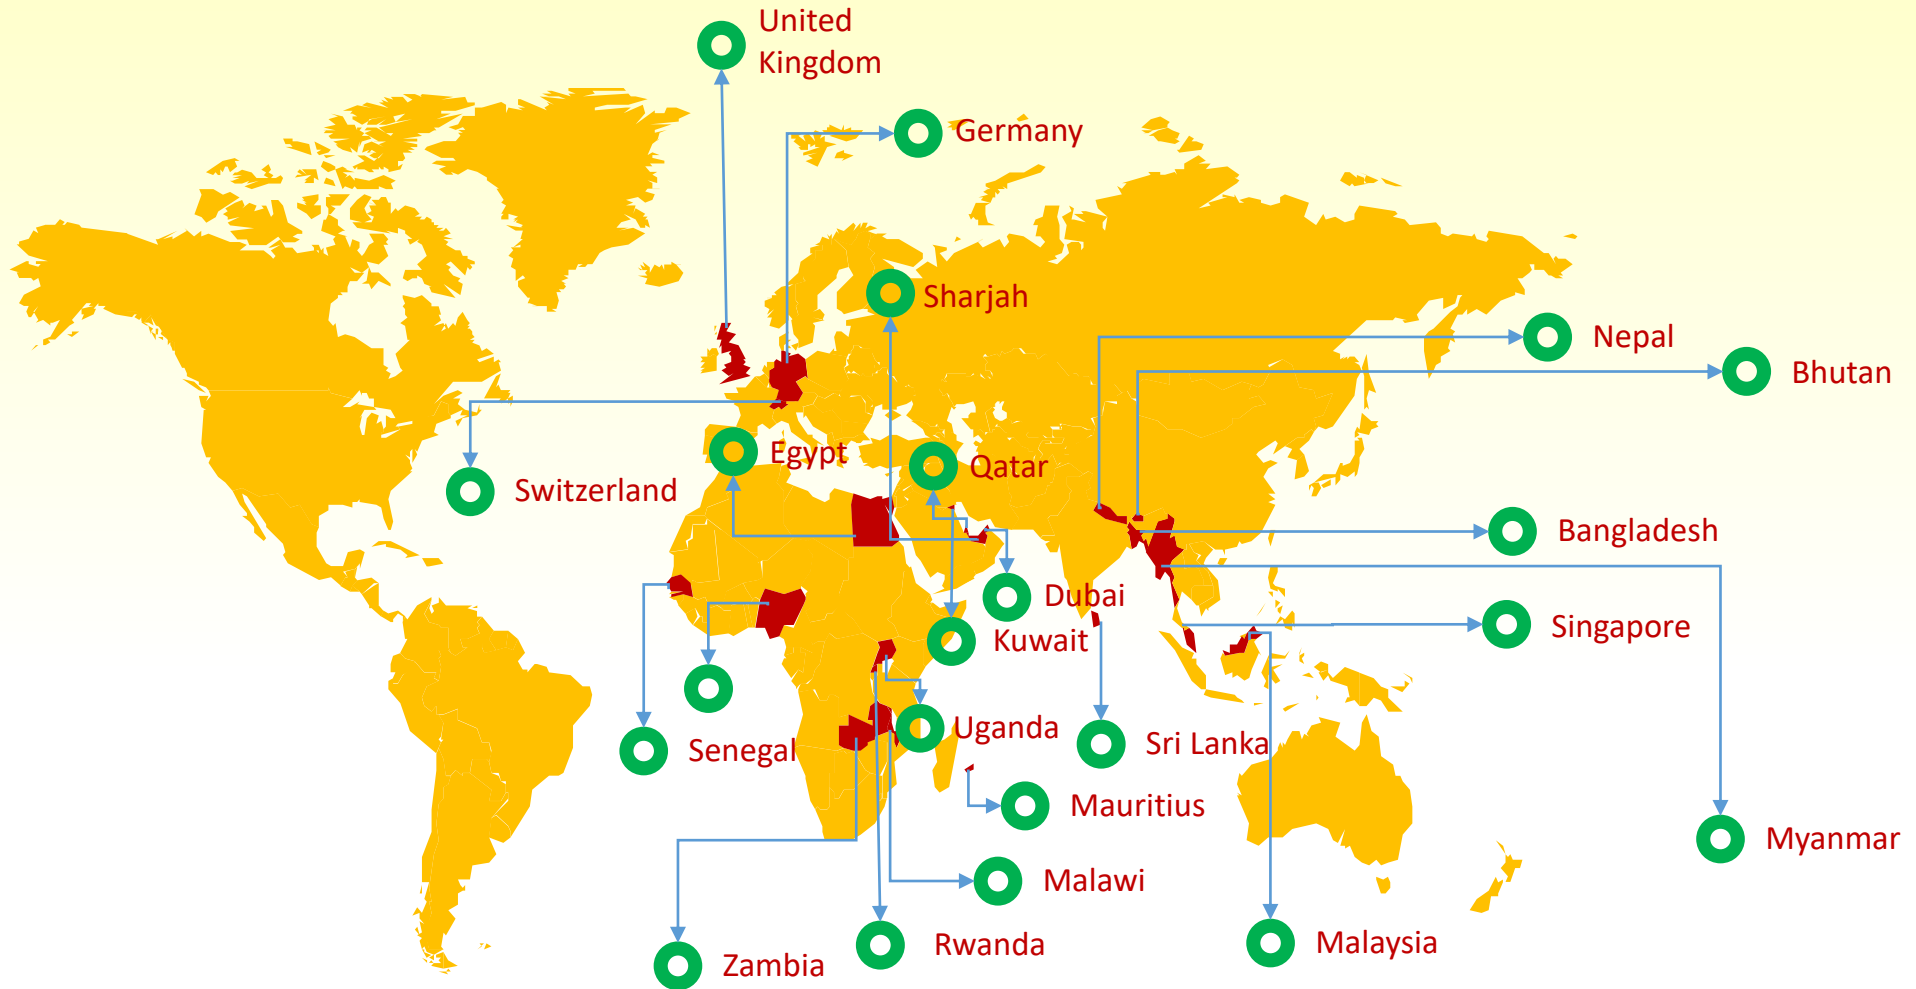 United
Kingdom
Germany
Sharjah
Nepal
Bhutan
Egypt
Qatar
Switzerland
Bangladesh
Dubai
Kuwait
Singapore
Uganda
Senegal
Sri Lanka
Mauritius
Myanmar
Malawi
Rwanda
Malaysia
Zambia